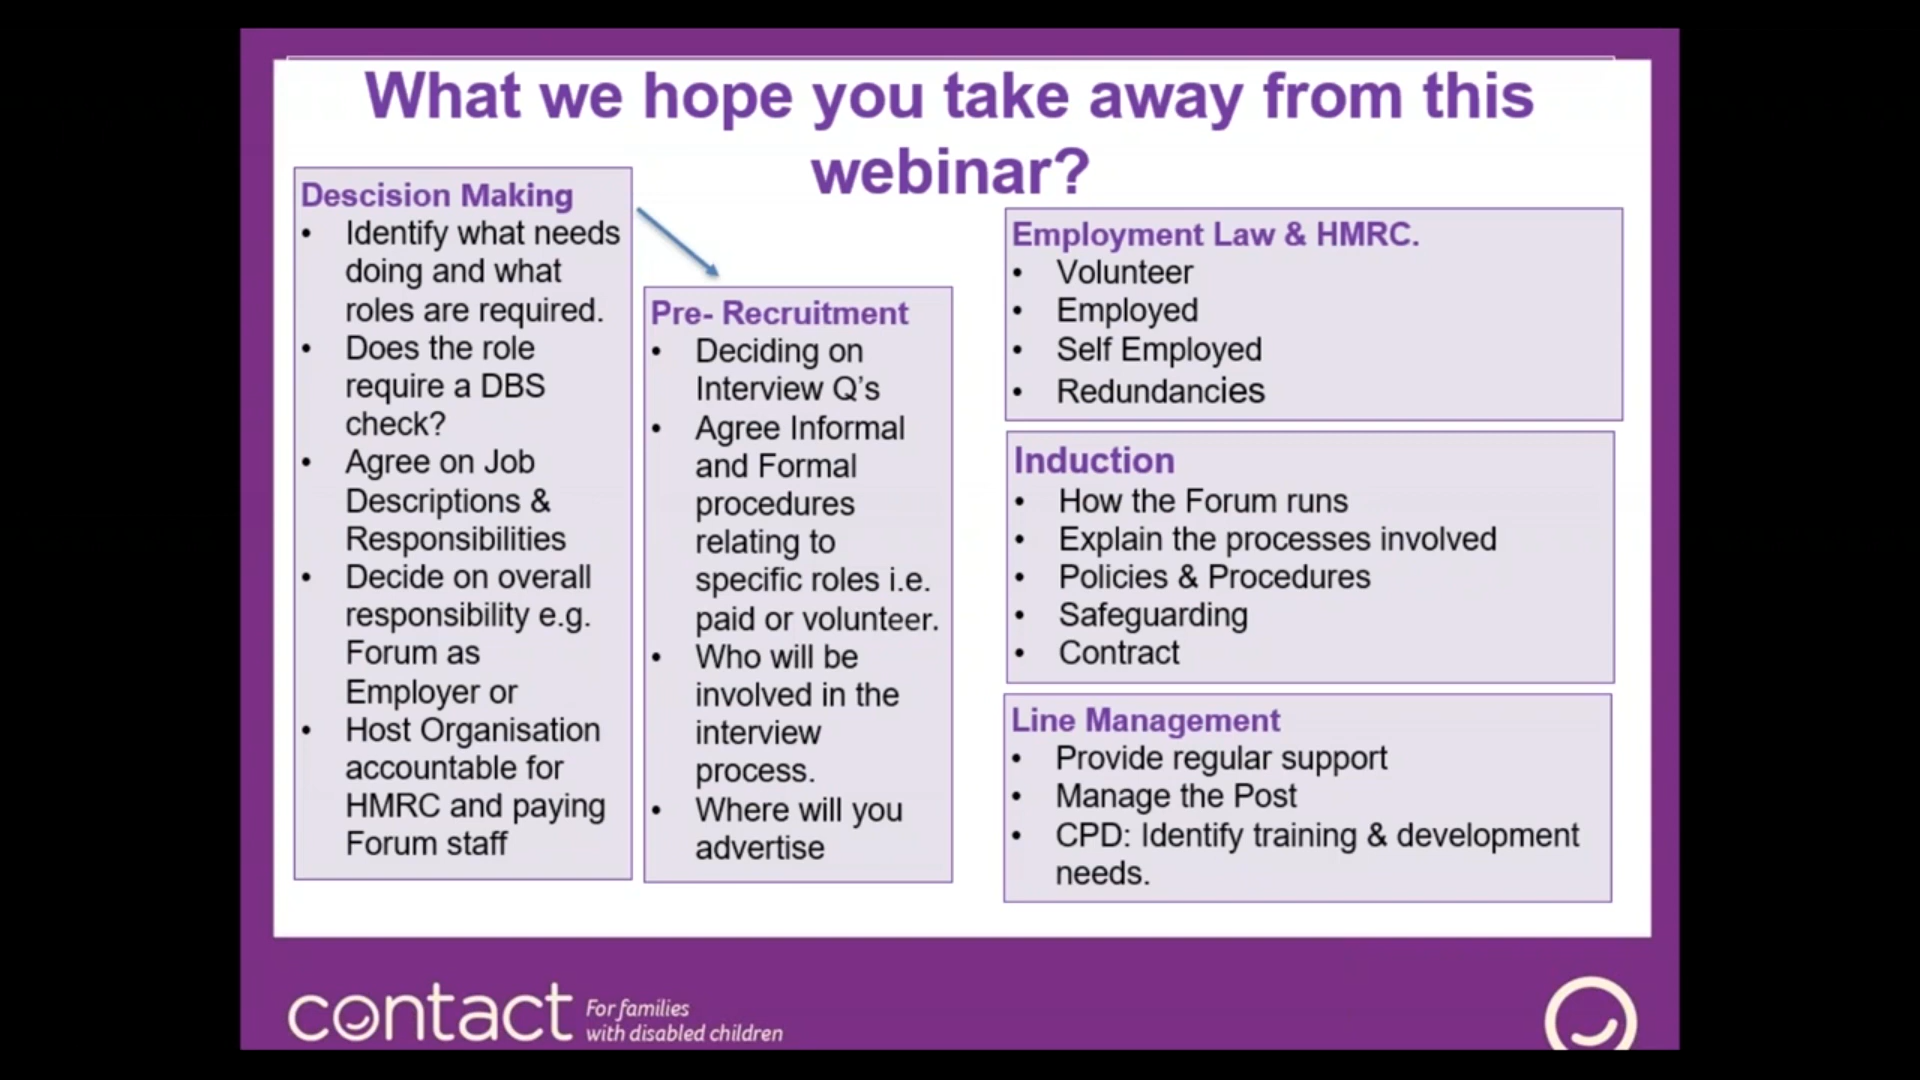 What we hope you take away from this
webinar?
Descision Making
• Identify what needs
doing and what
roles are required.
• Does the role
require a DBS
check?
• Agree on Job
Descriptions &
Responsibilities
• Decide on overall
responsibility e.g.
Forum as
Employer or
• Host Organisation
accountable for
HMRC and paying
Forum staff
Pre- Recruitment
• Deciding on
Interview Q’s
• Agree Informal
and Formal
procedures
relating to
specific roles i.e.
paid or volunteer.
• Who will be
involved in the
interview
process.
• Where will you
advertise
Employment Law & HMRC.
• Volunteer
• Employed
• Self Employed
• Redundancies
Induction
• How the Forum runs
• Explain the processes involved
• Policies & Procedures
• Safeguarding
• Contract
Line Management
• Provide regular support
• Manage the Post
• CPD: Identify training & development
needs.
contact
For families
with disabled children